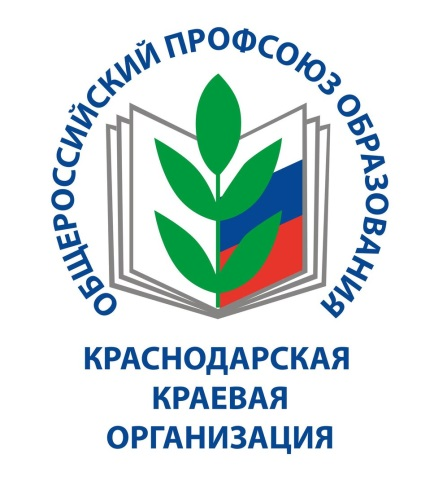 ОБЩЕРОССИЙСКИЙ ПРОФСОЮЗ ОБРАЗОВАНИЯ
КРАСНОДАРСКАЯ
КРАЕВАЯ
ОРГАНИЗАЦИЯ